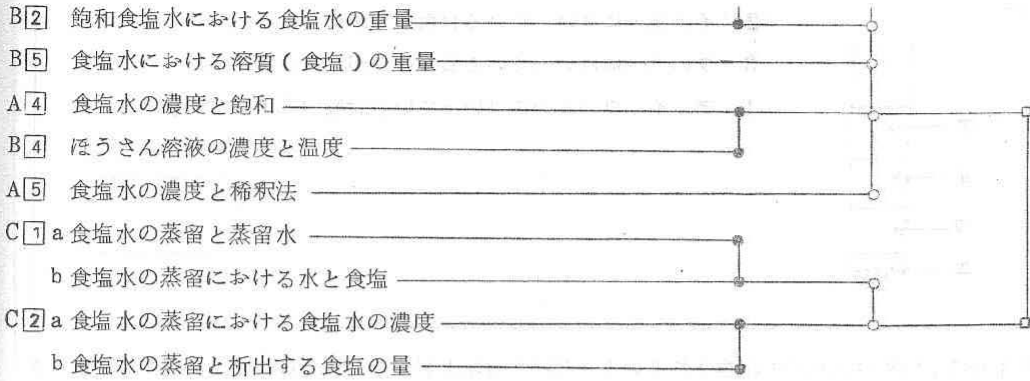 B2 飽和食塩水における食塩水の重量
B5 食塩水における溶質(食塩)の重量
A4 食塩水の濃度と飽和
B4 ほうさん溶液の濃度と温度
A5 食塩水の濃度と稀釈法
C1 a 食塩水の蒸留と蒸留水
b 食塩水の蒸留における水と食塩
C2 a 食塩水の蒸留における食塩水の濃度
b 食塩水の蒸留と析出する食塩の量